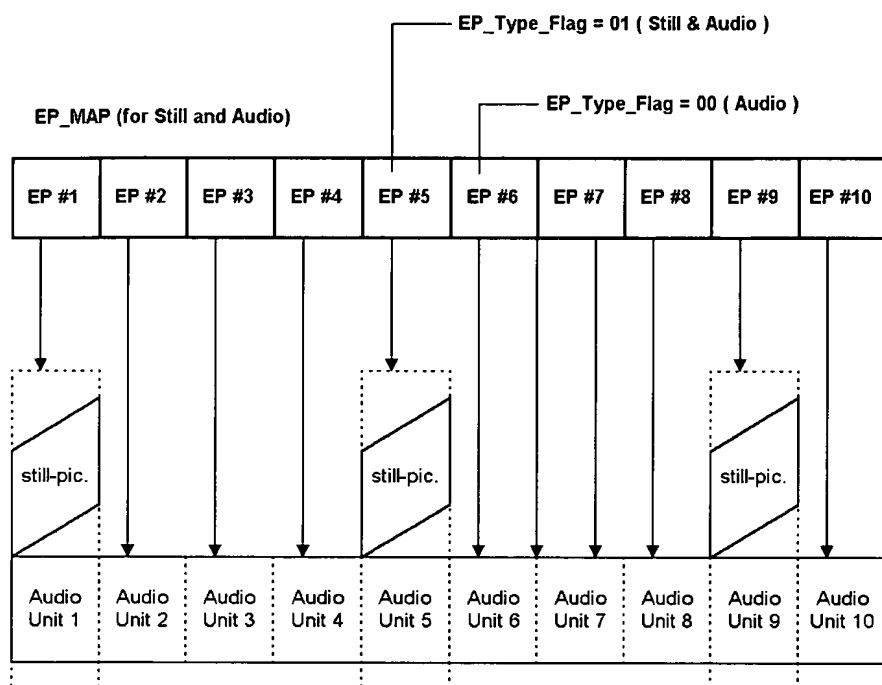 EP_Type_Flag = 01 ( Still & Audio )
EP_Type_Flag = 00 ( Audio )
EP_MAP (for Still and Audio)
EP #1 EP #2 EP #3 EP #4 EP #5 EP #6 EP #7 EP #8 EP #9 EP #10
still-pic. still-pic. still-pic.
Audio Audio Audio Audio Audio Audio Audio Audio Audio Audio
Unit 1 Unit 2 Unit 3 Unit 4 Unit 5 Unit 6 Unit 7 Unit 8 Unit 9 Unit 10